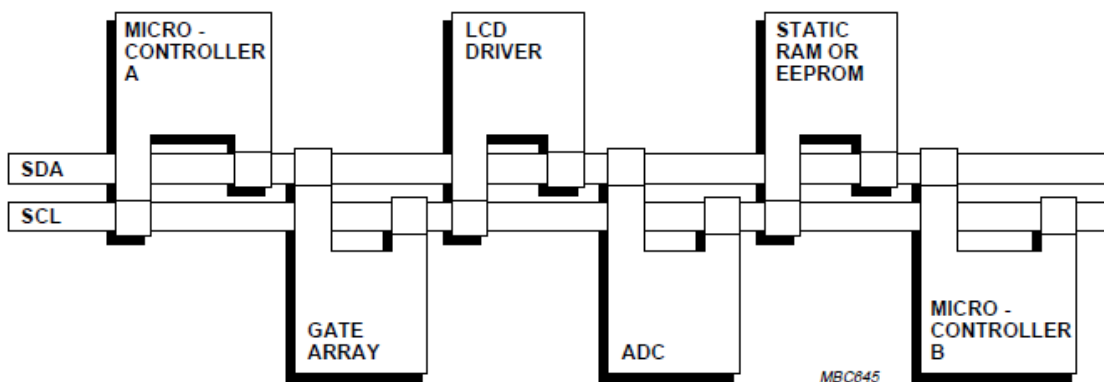 MICRO -
CONTROLLER
A
LCD
DRIVER
STATIC
RAM OR
EEPROM
SDA
SCL
GATE
ARRAY
ADC
MICRO -
CONTROLLER
B
MBC645